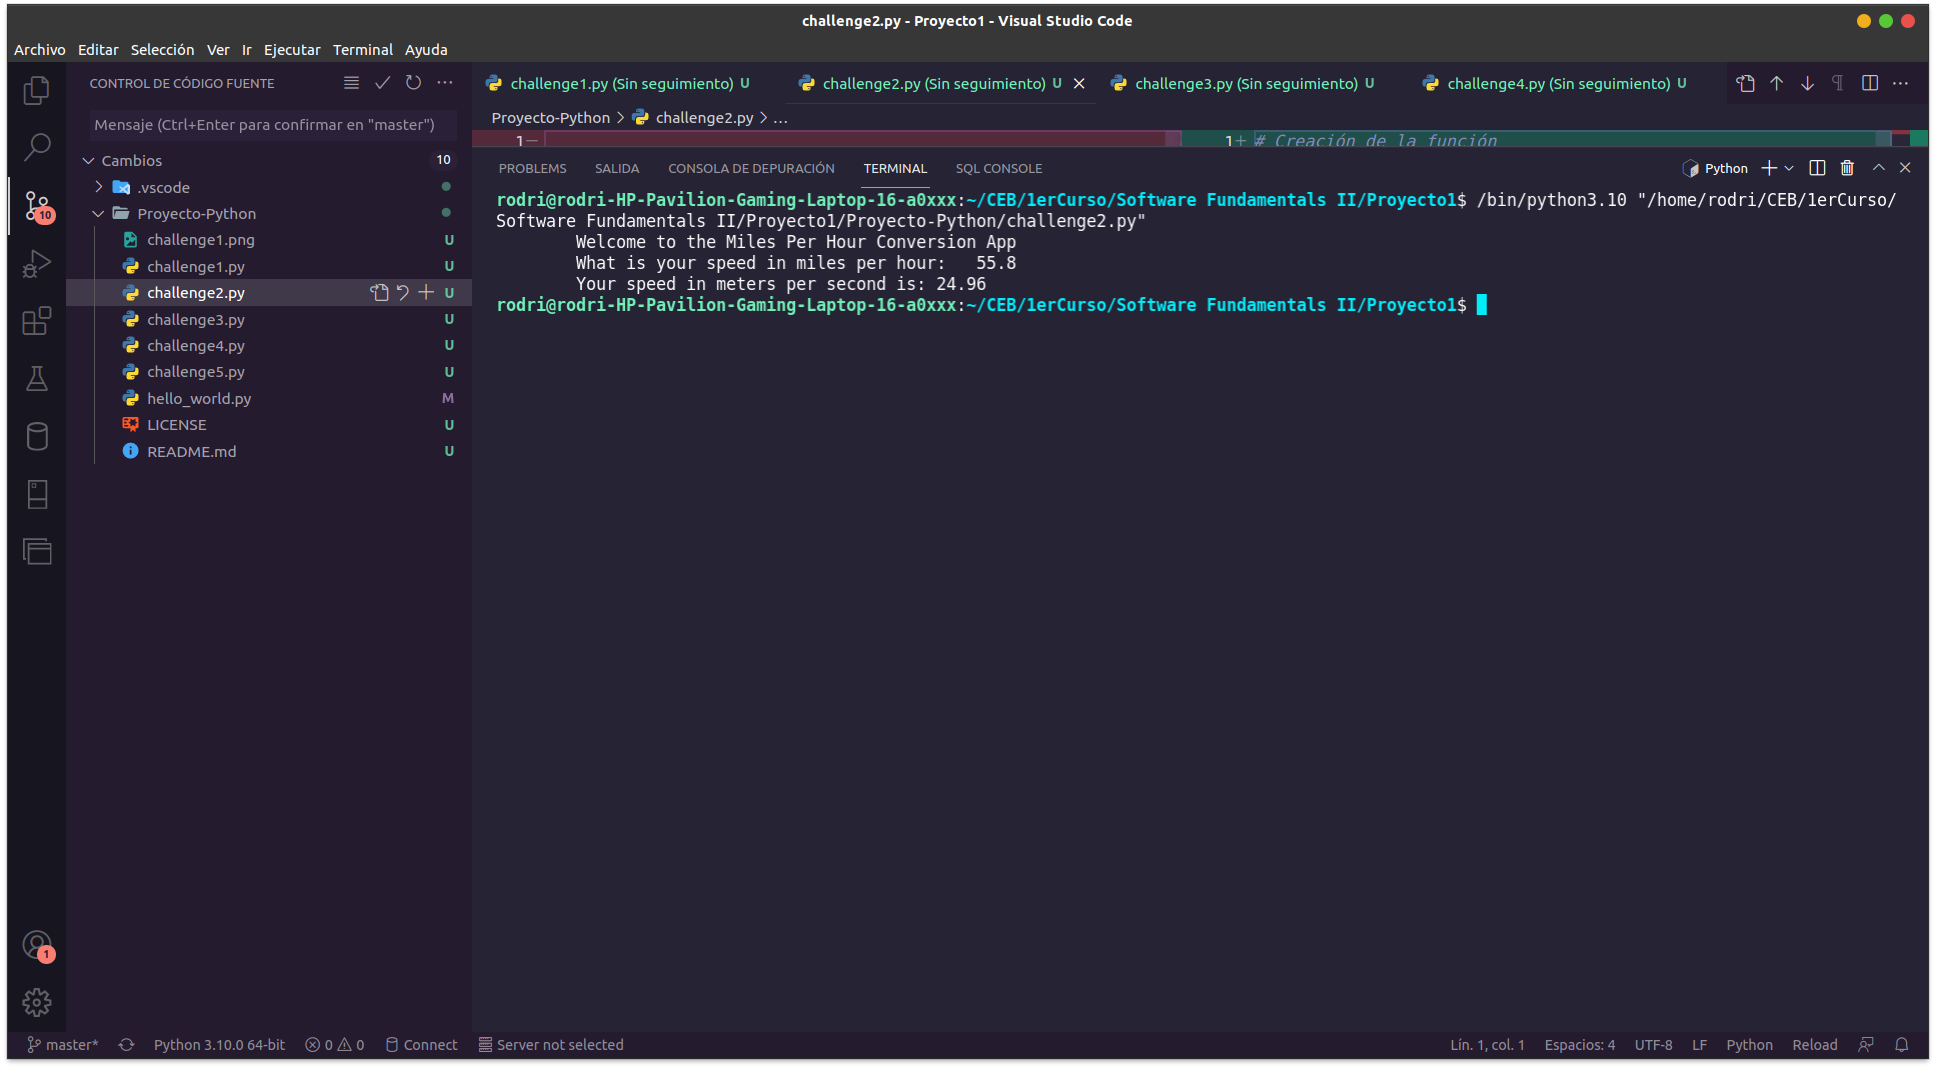 challenge2.py - Proyecto1 - Visual Studio Code
Archivo Editar Selección Ver Ir Ejecutar Terminal Ayuda
CONTROL DE CÓDIGO FUENTE
Mensaje (Ctrl+Enter para confirmar en "master")
Cambios 10
.vscode
Proyecto-Python
challenge1.png U
challenge1.py U
challenge2.py U
challenge3.py U
challenge4.py U
challenge5.py U
hello_world.py M
LICENSE U
README.md U
10
1
challenge1.py (Sin seguimiento) U challenge2.py (Sin seguimiento) U challenge3.py (Sin seguimiento) U challenge4.py (Sin seguimiento) U
Proyecto-Python > challenge2.py > ...
1− 1+ # Creación de la función
PROBLEMS SALIDA CONSOLA DE DEPURACIÓN TERMINAL SQL CONSOLE Python
rodri@rodri-HP-Pavilion-Gaming-Laptop-16-a0xxx:~/CEB/1erCurso/Software Fundamentals II/Proyecto1$ /bin/python3.10 "/home/rodri/CEB/1erCurso/
Software Fundamentals II/Proyecto1/Proyecto-Python/challenge2.py"
Welcome to the Miles Per Hour Conversion App
What is your speed in miles per hour:   55.8
Your speed in meters per second is: 24.96
rodri@rodri-HP-Pavilion-Gaming-Laptop-16-a0xxx:~/CEB/1erCurso/Software Fundamentals II/Proyecto1$
master* Python 3.10.0 64-bit 0 0 Connect Server not selected Lín. 1, col. 1 Espacios: 4 UTF-8 LF Python Reload